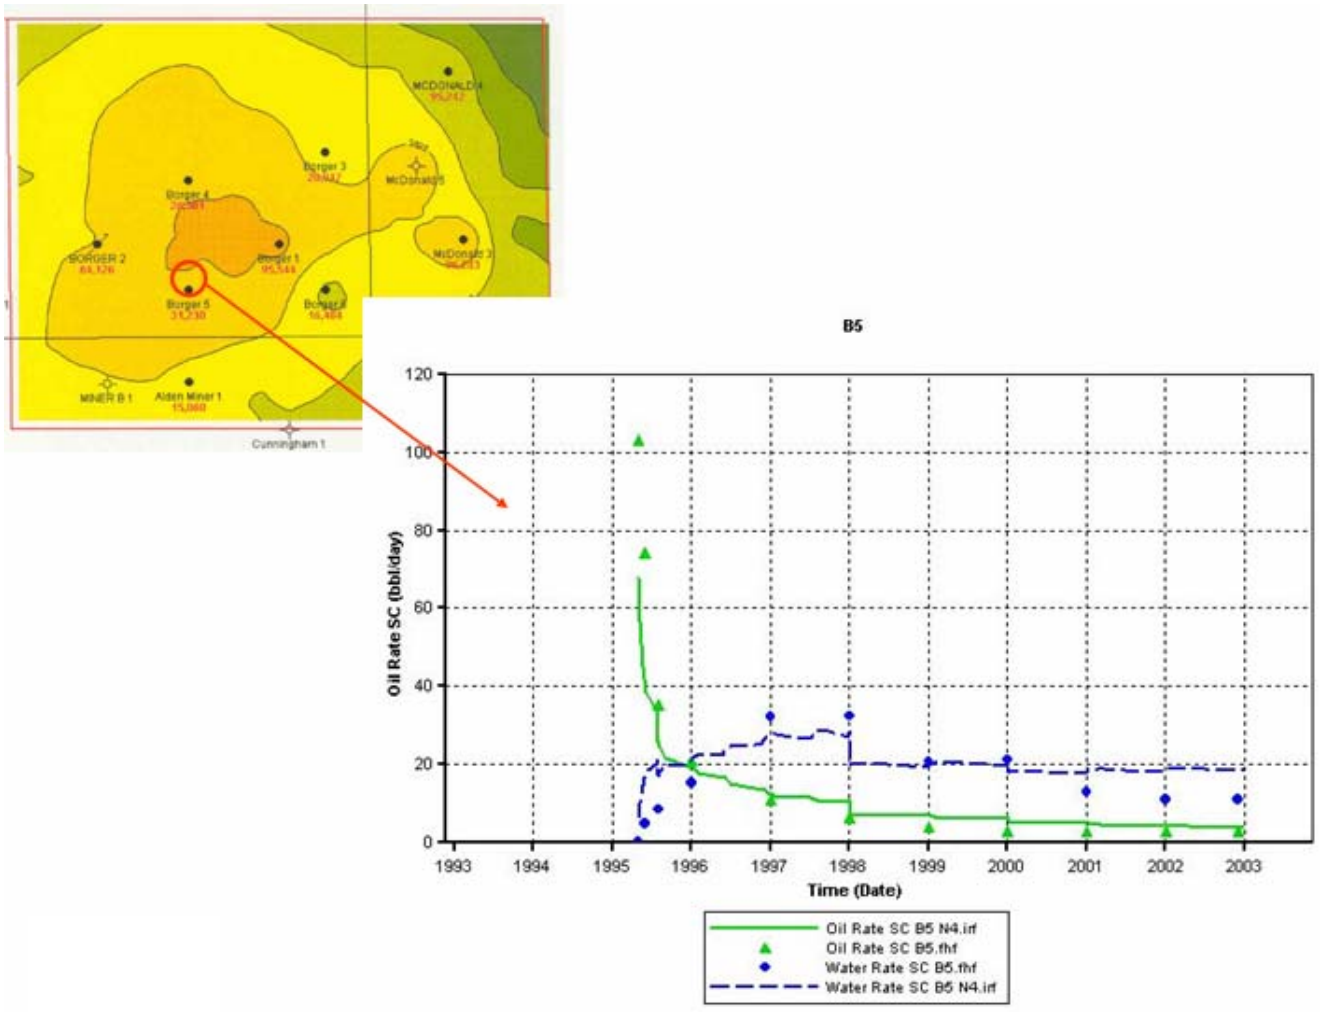 MCDONALD 4
95,242
Borger 3
McDonald 5
Borger 4
BORGER 2
Borger 1
95,544
McDonald 3
Borger 5
31,230
Borger 6
16,464
MINER B 1
Alden Miner 1
15,060
Cunningham 1
B5
Oil Rate SC (bbl/day)
120
100
80
60
40
20
0
1993 1994 1995 1996 1997 1998 1999 2000 2001 2002 2003
Time (Date)
Oil Rate SC B5 N4.irf
Oil Rate SC B5.fhf
Water Rate SC B5.fhf
Water Rate SC B5 N4.irf